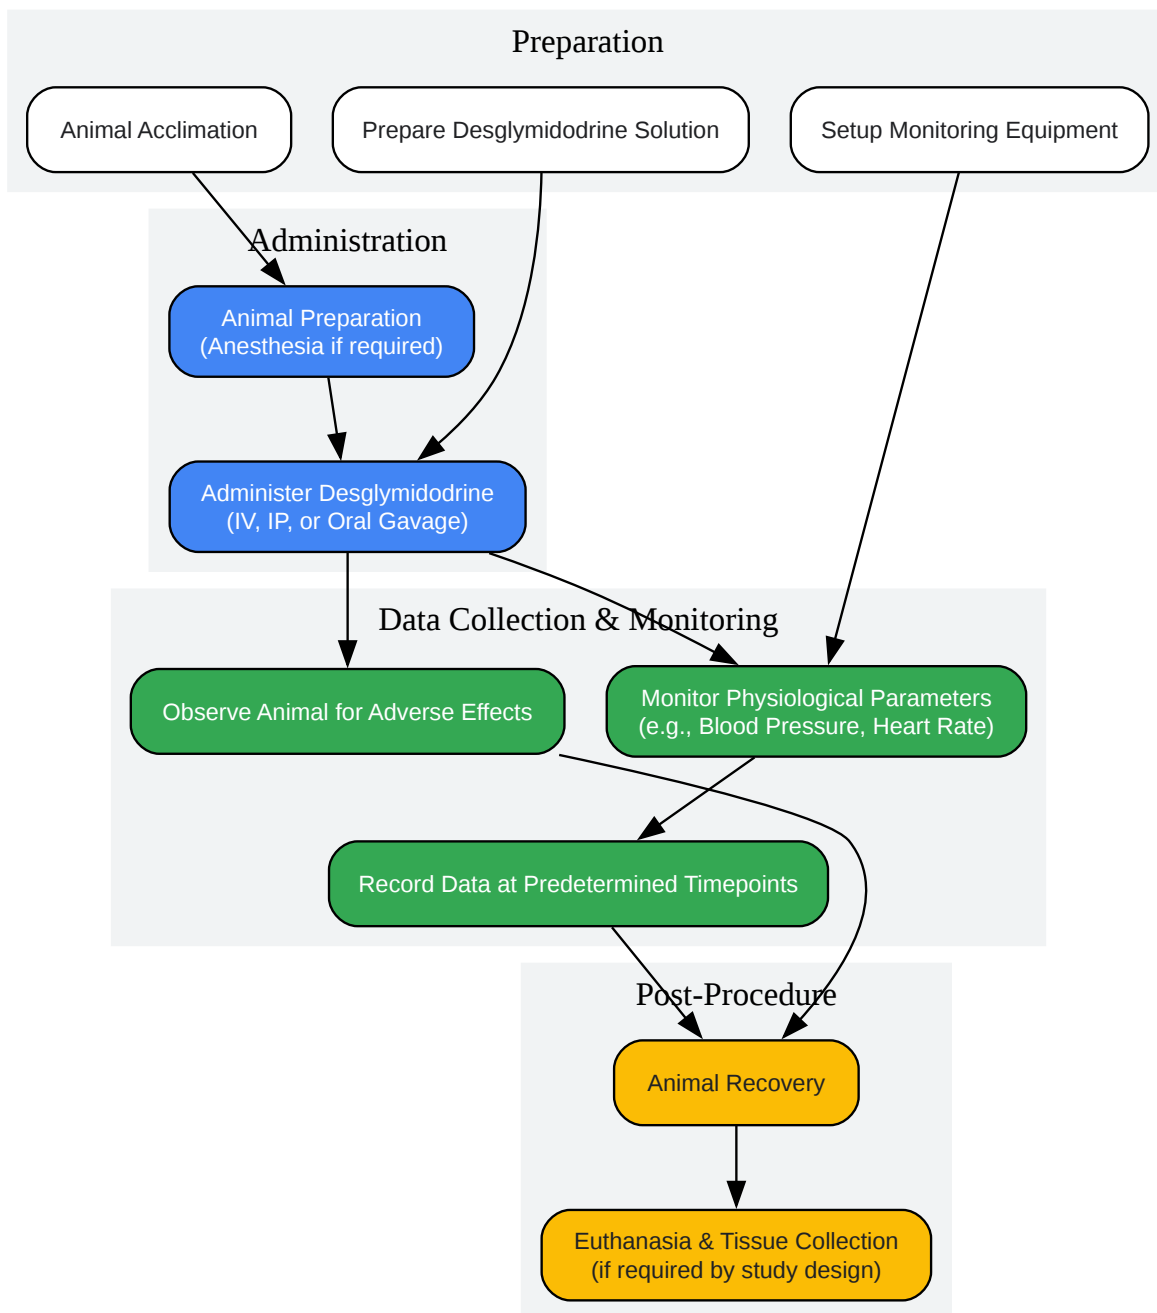 Preparation
Animal Acclimation
Prepare Desglymidodrine Solution
Setup Monitoring Equipment
Administration
Animal Preparation
(Anesthesia if required)
Administer Desglymidodrine
(IV, IP, or Oral Gavage)
Data Collection & Monitoring
Observe Animal for Adverse Effects
Monitor Physiological Parameters
(e.g., Blood Pressure, Heart Rate)
Record Data at Predetermined Timepoints
Post-Procedure
Animal Recovery
Euthanasia & Tissue Collection
(if required by study design)